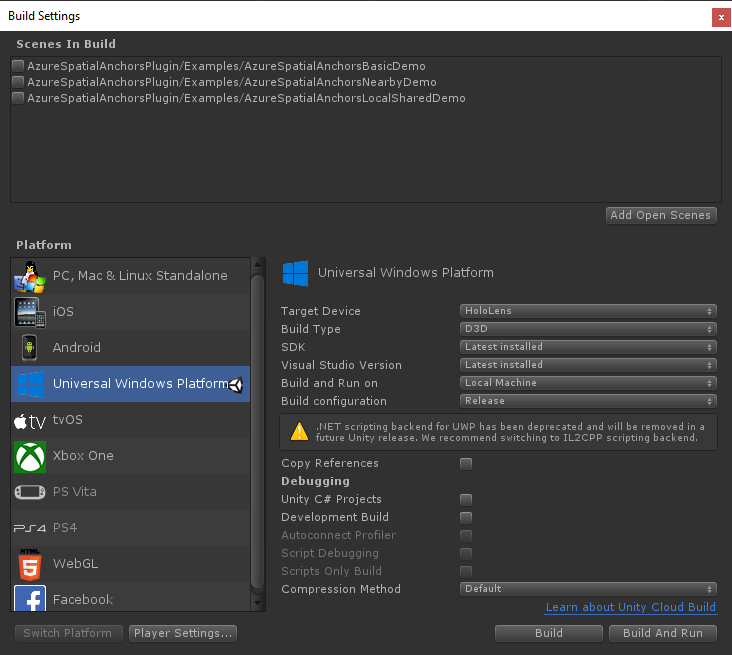 Build Settings
x
Scenes In Build
AzureSpatialAnchorsPlugin/Examples/AzureSpatialAnchorsBasicDemo
AzureSpatialAnchorsPlugin/Examples/AzureSpatialAnchorsNearbyDemo
AzureSpatialAnchorsPlugin/Examples/AzureSpatialAnchorsLocalSharedDemo
Add Open Scenes
Platform
PC, Mac & Linux Standalone
iOS
Android
Universal Windows Platform
tv tvOS
Xbox One
PS Vita
PS4 PS4
HTML
5 WebGL
f Facebook
Switch Platform
Player Settings...
Universal Windows Platform
Target Device HoloLens
Build Type D3D
SDK Latest installed
Visual Studio Version Latest installed
Build and Run on Local Machine
Build configuration Release
.NET scripting backend for UWP has been deprecated and will be removed in a
future Unity release. We recommend switching to IL2CPP scripting backend.
Copy References
Debugging
Unity C# Projects
Development Build
Autoconnect Profiler
Script Debugging
Scripts Only Build
Compression Method Default
Learn about Unity Cloud Build
Build
Build And Run